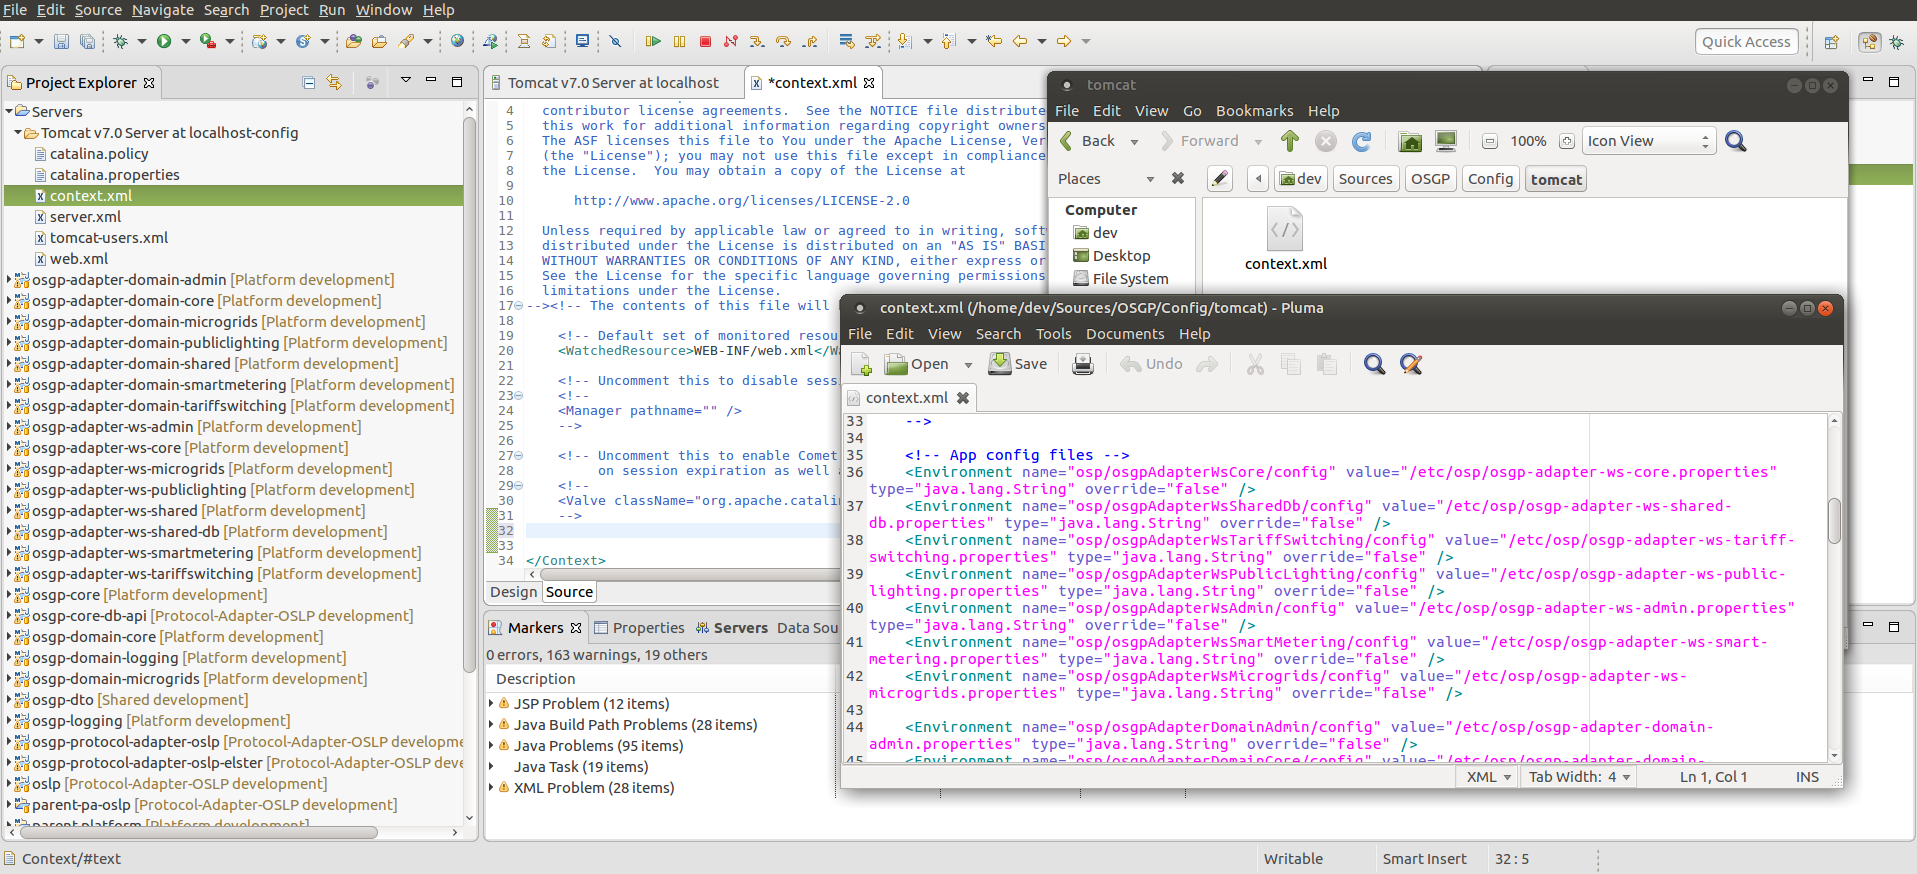 File Edit Source Navigate Search Project Run Window Help
Quick Access
Project Explorer
Servers
Tomcat v7.0 Server at localhost-config
catalina.policy
catalina.properties
context.xml
server.xml
tomcat-users.xml
web.xml
osgp-adapter-domain-admin [Platform development]
osgp-adapter-domain-core [Platform development]
osgp-adapter-domain-microgrids [Platform development]
osgp-adapter-domain-publiclighting [Platform development]
osgp-adapter-domain-shared [Platform development]
osgp-adapter-domain-smartmetering [Platform development]
osgp-adapter-domain-tariffswitching [Platform development]
osgp-adapter-ws-admin [Platform development]
osgp-adapter-ws-core [Platform development]
osgp-adapter-ws-microgrids [Platform development]
osgp-adapter-ws-publiclighting [Platform development]
osgp-adapter-ws-shared [Platform development]
osgp-adapter-ws-shared-db [Platform development]
osgp-adapter-ws-smartmetering [Platform development]
osgp-adapter-ws-tariffswitching [Platform development]
osgp-core [Platform development]
osgp-core-db-api [Protocol-Adapter-OSLP development]
osgp-domain-core [Platform development]
osgp-domain-logging [Platform development]
osgp-domain-microgrids [Platform development]
osgp-dto [Shared development]
osgp-logging [Platform development]
osgp-protocol-adapter-oslp [Protocol-Adapter-OSLP developme
osgp-protocol-adapter-oslp-elster [Protocol-Adapter-OSLP deve
oslp [Protocol-Adapter-OSLP development]
parent-pa-oslp [Protocol-Adapter-OSLP development]
parent-platform [Platform development]
Tomcat v7.0 Server at localhost
*context.xml
4 contributor license agreements.  See the NOTICE file distribute
5 this work for additional information regarding copyright owners
6 The ASF licenses this file to You under the Apache License, Ver
7 (the "License"); you may not use this file except in compliance
8 the License.  You may obtain a copy of the License at
9
10 http://www.apache.org/licenses/LICENSE-2.0
11
12 Unless required by applicable law or agreed to in writing, soft
13 distributed under the License is distributed on an "AS IS" BASI
14 WITHOUT WARRANTIES OR CONDITIONS OF ANY KIND, either express or
15 See the License for the specific language governing permissions
16 limitations under the License.
17 --><!-- The contents of this file will
18
19 <!-- Default set of monitored resou
20 <WatchedResource>WEB-INF/web.xml</Wa
21
22 <!-- Uncomment this to disable sess
23 <!--
24 <Manager pathname="" />
25 -->
26
27 <!-- Uncomment this to enable Comet
28 on session expiration as well a
29 <!--
30 <Valve className="org.apache.catalin
31 -->
32
33
34 </Context>
Design Source
Markers Properties Servers Data Sou
0 errors, 163 warnings, 19 others
Description
JSP Problem (12 items)
Java Build Path Problems (28 items)
Java Problems (95 items)
Java Task (19 items)
XML Problem (28 items)
tomcat
File Edit View Go Bookmarks Help
Back Forward 100% Icon View
Places dev Sources OSGP Config tomcat
Computer
dev
Desktop
File System
context.xml
context.xml (/home/dev/Sources/OSGP/Config/tomcat) - Pluma
File Edit View Search Tools Documents Help
Open Save Undo
context.xml
33 -->
34
35 <!-- App config files -->
36 <Environment name="osp/osgpAdapterWsCore/config" value="/etc/osp/osgp-adapter-ws-core.properties"
type="java.lang.String" override="false" />
37 <Environment name="osp/osgpAdapterWsSharedDb/config" value="/etc/osp/osgp-adapter-ws-shared-
db.properties" type="java.lang.String" override="false" />
38 <Environment name="osp/osgpAdapterWsTariffSwitching/config" value="/etc/osp/osgp-adapter-ws-tariff-
switching.properties" type="java.lang.String" override="false" />
39 <Environment name="osp/osgpAdapterWsPublicLighting/config" value="/etc/osp/osgp-adapter-ws-public-
lighting.properties" type="java.lang.String" override="false" />
40 <Environment name="osp/osgpAdapterWsAdmin/config" value="/etc/osp/osgp-adapter-ws-admin.properties"
type="java.lang.String" override="false" />
41 <Environment name="osp/osgpAdapterWsSmartMetering/config" value="/etc/osp/osgp-adapter-ws-smart-
metering.properties" type="java.lang.String" override="false" />
42 <Environment name="osp/osgpAdapterWsMicrogrids/config" value="/etc/osp/osgp-adapter-ws-
microgrids.properties" type="java.lang.String" override="false" />
43
44 <Environment name="osp/osgpAdapterDomainAdmin/config" value="/etc/osp/osgp-adapter-domain-
admin.properties" type="java.lang.String" override="false" />
45 <Environment name="osp/osgpAdapterDomainCore/config" value="/etc/osp/osgp-adapter-domain-
XML Tab Width: 4 Ln 1, Col 1 INS
Context/#text Writable Smart Insert 32 : 5